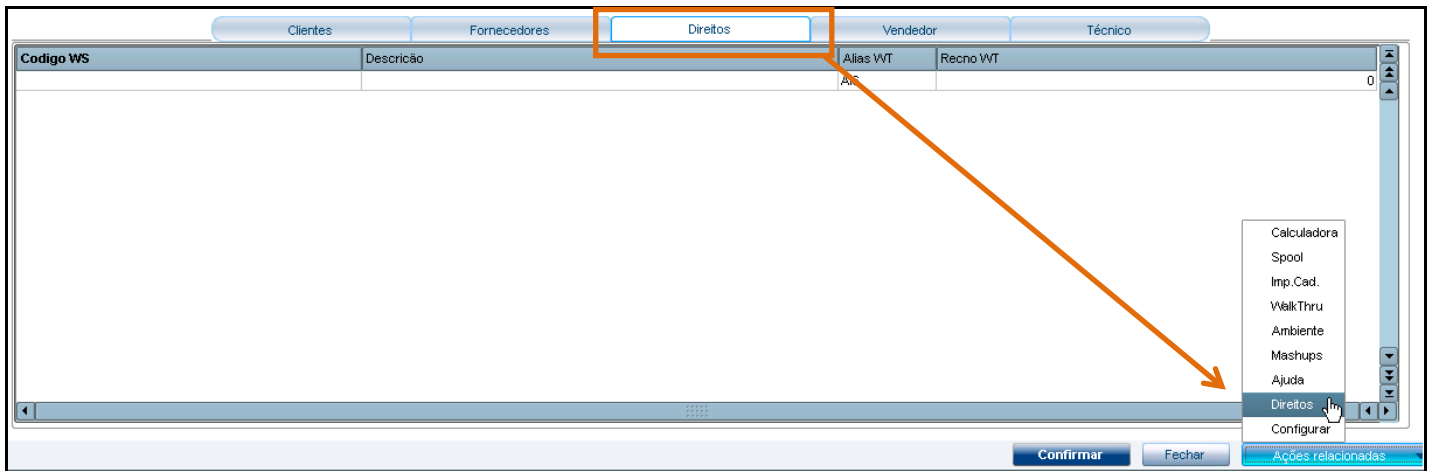 Clientes Fornecedores Direitos Vendedor Técnico
Codigo WS Descricão Alias WT Recno WT
AI8 0
Calculadora
Spool
Imp.Cad.
WalkThru
Ambiente
Mashups
Ajuda
Direitos
Configurar
Confirmar Fechar Ações relacionadas